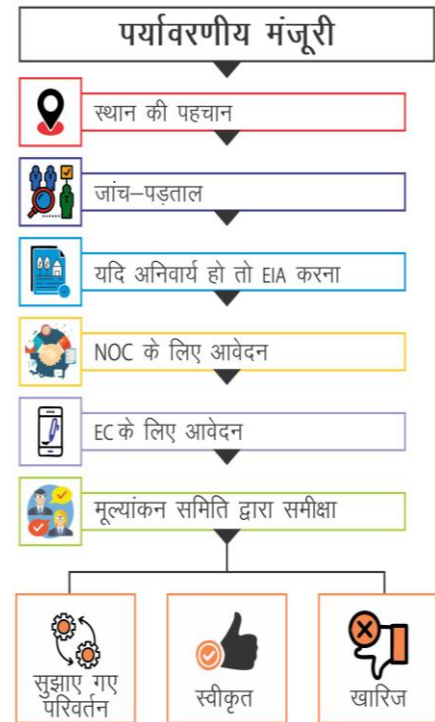 पर्यावरणीय मंजूरी
स्थान की पहचान
जांच–पड़ताल
यदि अनिवार्य हो तो EIA करना
NOC के लिए आवेदन
EC के लिए आवेदन
मूल्यांकन समिति द्वारा समीक्षा
सुझाए गए
परिवर्तन
स्वीकृत
खारिज